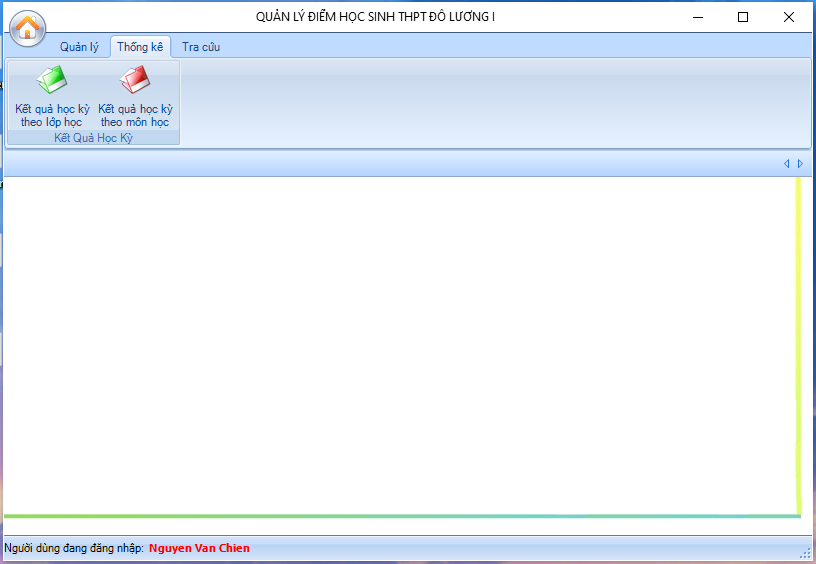 QUẢN LÝ ĐIỂM HỌC SINH THPT ĐÔ LƯƠNG I
Quản lý Thống kê Tra cứu
Kết quả học kỳ theo lớp học
Kết quả học kỳ theo môn học
Kết Quả Học Kỳ
Người dùng đang đăng nhập: Nguyen Van Chien